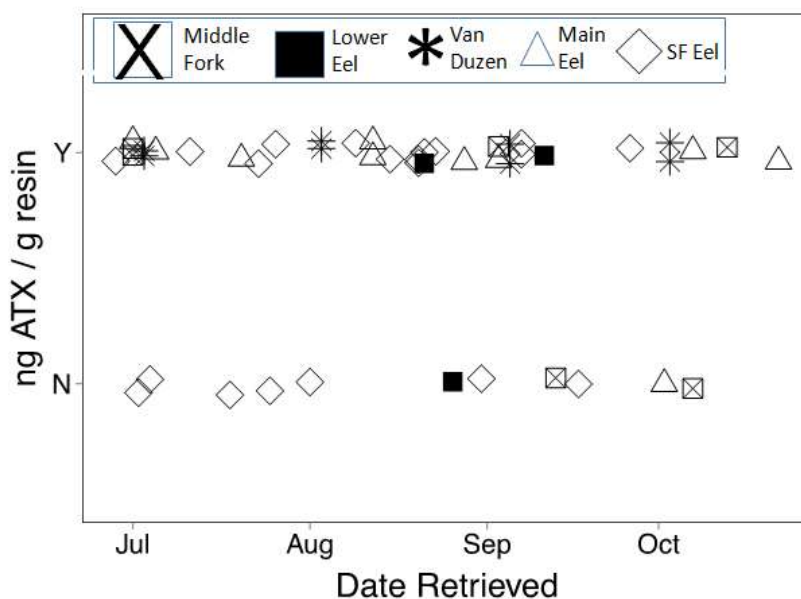 Middle
Fork
Lower
Eel
Van
Duzen
Main
Eel
SF Eel
Y
ng ATX / g resin
N
Jul
Aug
Sep
Oct
Date Retrieved